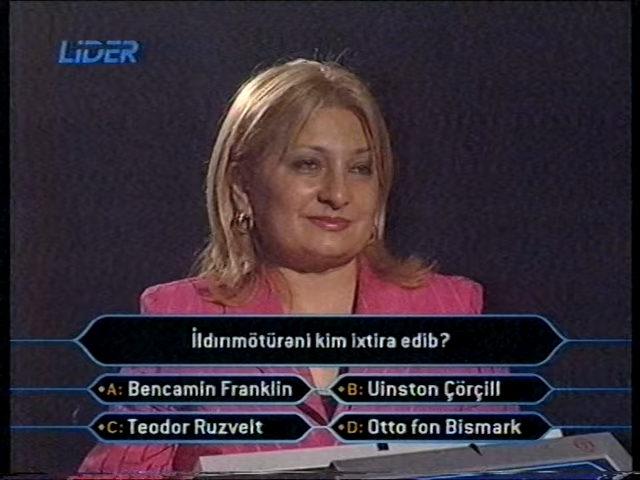 LİDER
İldırımötürəni kim ixtira edib?
A: Bencamin Franklin
B: Uinston Çörçill
C: Teodor Ruzvelt
D: Otto fon Bismark